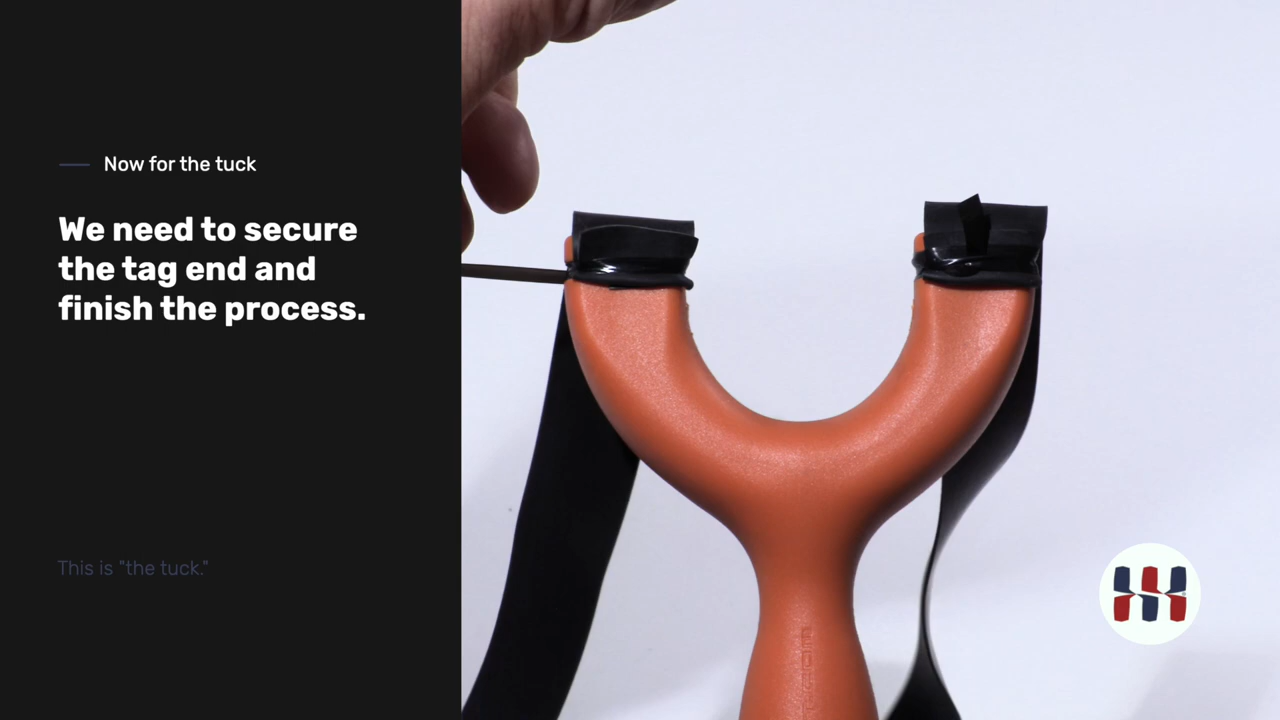 Now for the tuck
We need to secure
the tag end and
finish the process.
This is "the tuck."